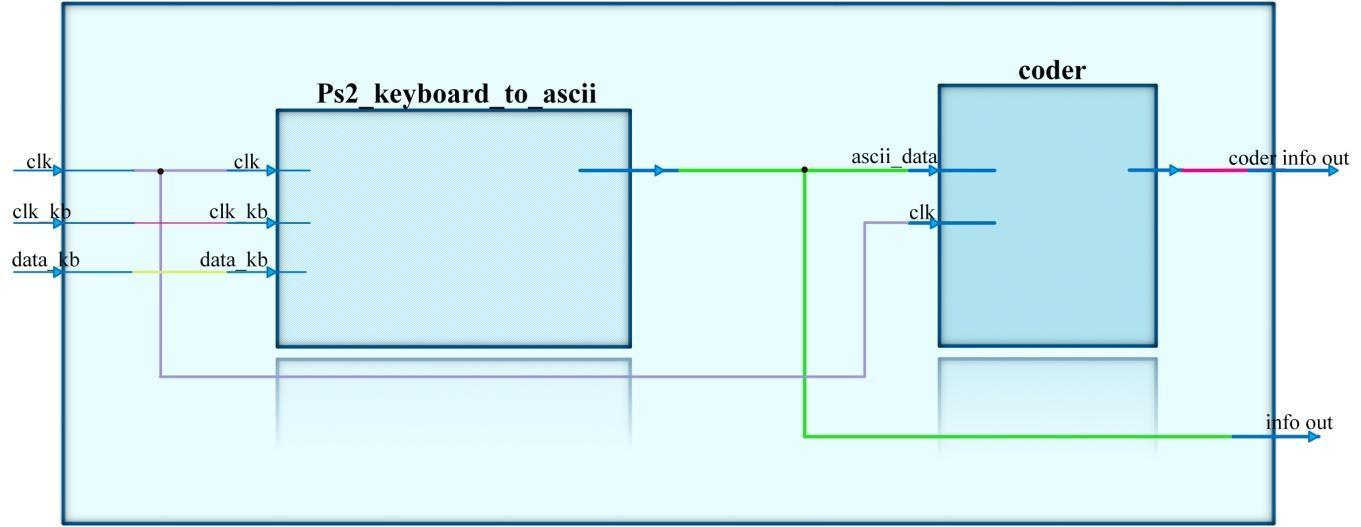 coder
Ps2_keyboard_to_ascii
clk
clk
ascii_data
coder info out
clk_kb
clk_kb
clk
data_kb
data_kb
info out